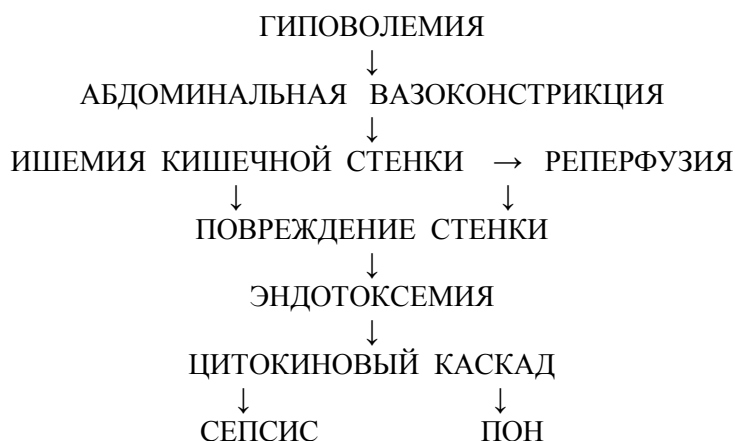 ГИПОВОЛЕМИЯ
↓
АБДОМИНАЛЬНАЯ ВАЗОКОНСТРИКЦИЯ
↓
ИШЕМИЯ КИШЕЧНОЙ СТЕНКИ → РЕПЕРФУЗИЯ
↓ ↓
ПОВРЕЖДЕНИЕ СТЕНКИ
↓
ЭНДОТОКСЕМИЯ
↓
ЦИТОКИНОВЫЙ КАСКАД
↓ ↓
СЕПСИС ПОН